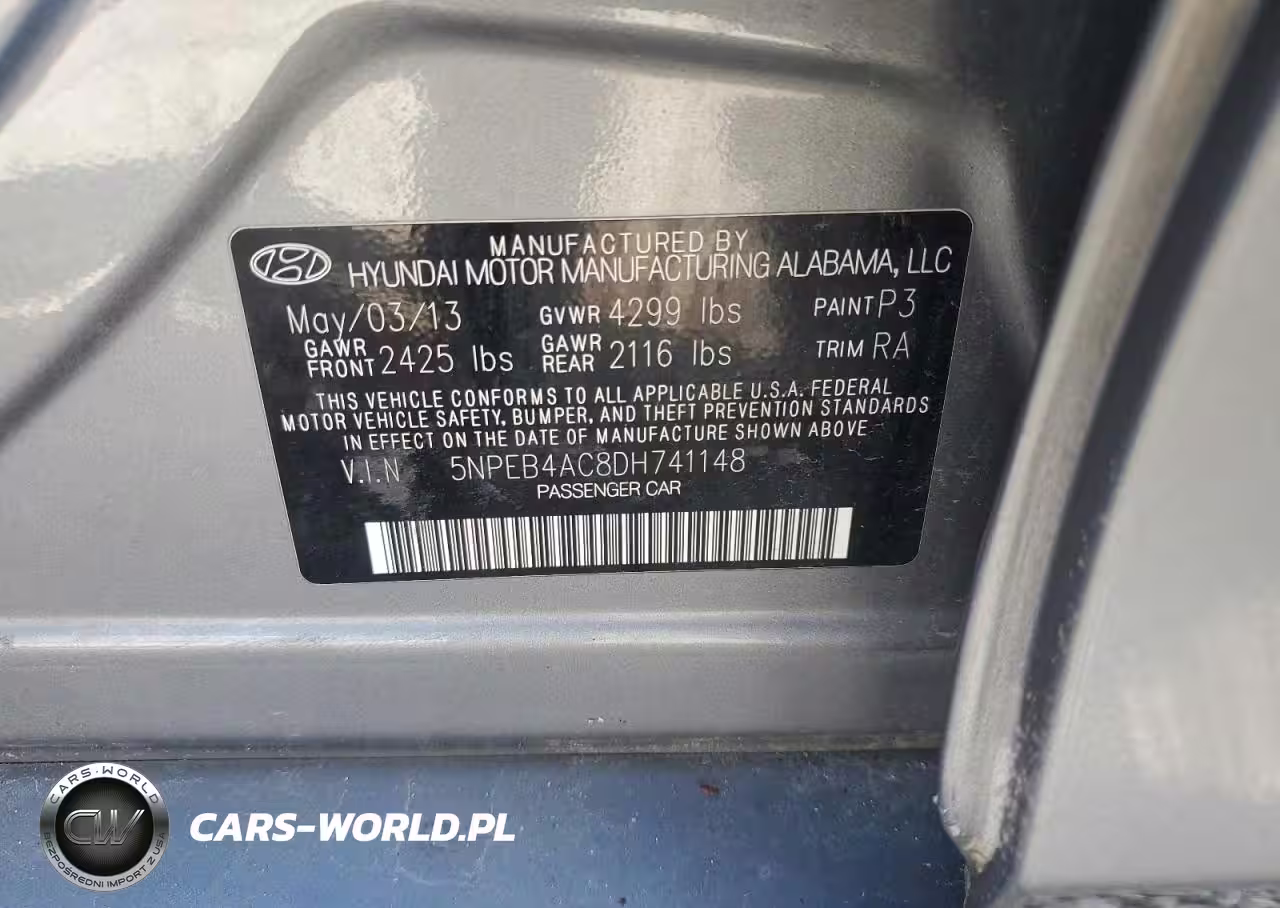 MANUFACTURED BY
HYUNDAI MOTOR MANUFACTURING ALABAMA, LLC
May/03/13 GVWR 4299 lbs PAINT P3
GAWR FRONT 2425 lbs GAWR REAR 2116 lbs TRIM RA
THIS VEHICLE CONFORMS TO ALL APPLICABLE U.S.A. FEDERAL
MOTOR VEHICLE SAFETY, BUMPER, AND THEFT PREVENTION STANDARDS
IN EFFECT ON THE DATE OF MANUFACTURE SHOWN ABOVE
V.I.N 5NPEB4AC8DH741148
PASSENGER CAR
CARS-WORLD
CW
BEZPOŚREDNI IMPORT Z USA
CARS-WORLD.PL